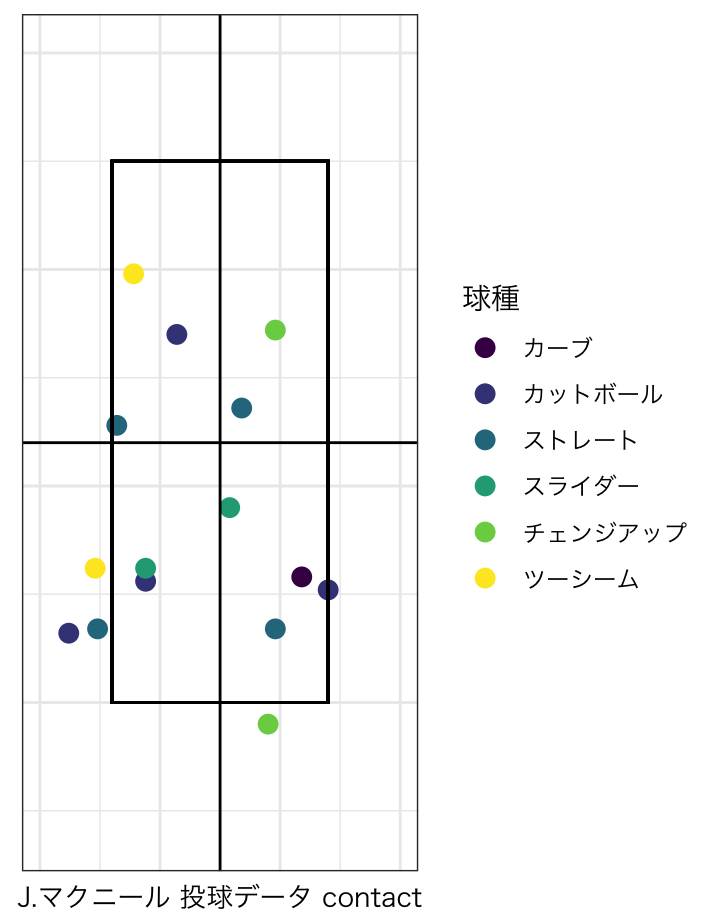 球種
カーブ
カットボール
ストレート
スライダー
チェンジアップ
ツーシーム
J.マクニール 投球データ contact